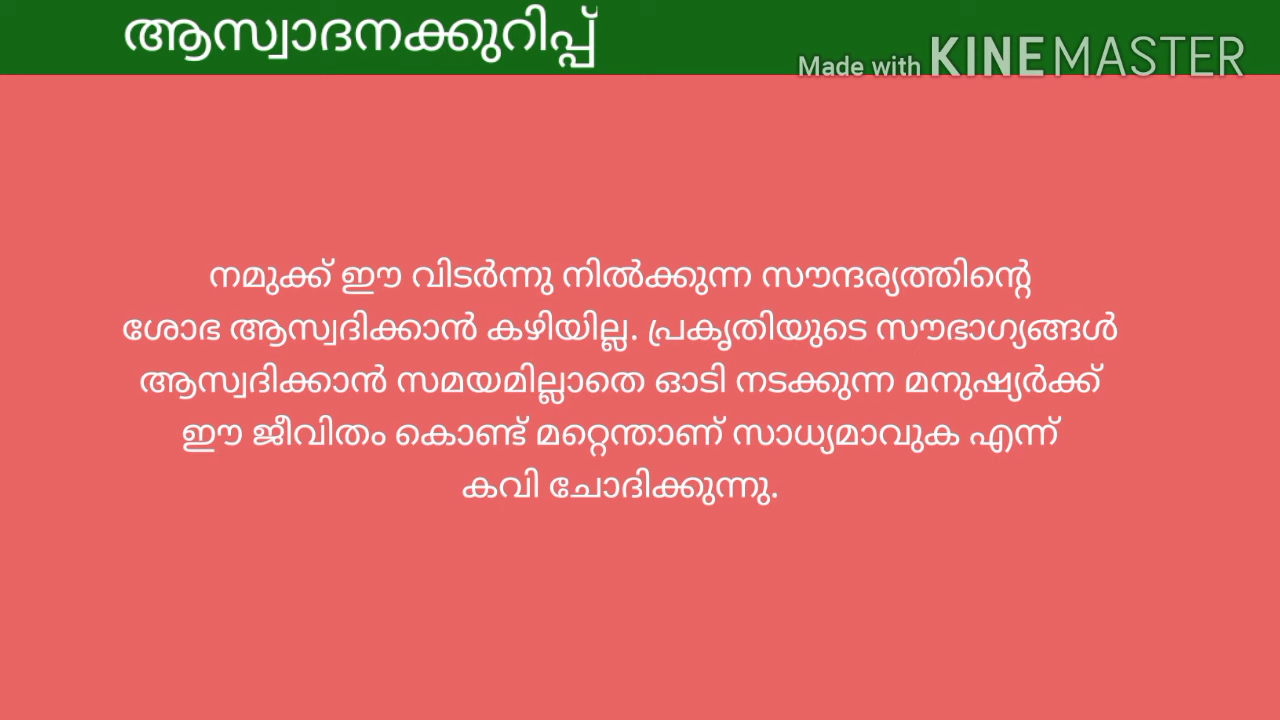 ആസ്വാദനക്കുറിപ്പ്
Made with KINEMASTER
നമുക്ക് ഈ വിടർന്നു നിൽക്കുന്ന സൗന്ദര്യത്തിന്റെ
ശോഭ ആസ്വദിക്കാൻ കഴിയില്ല. പ്രകൃതിയുടെ സൗഭാഗ്യങ്ങൾ
ആസ്വദിക്കാൻ സമയമില്ലാതെ ഓടി നടക്കുന്ന മനുഷ്യർക്ക്
ഈ ജീവിതം കൊണ്ട് മറ്റെന്താണ് സാധ്യമാവുക എന്ന്
കവി ചോദിക്കുന്നു.